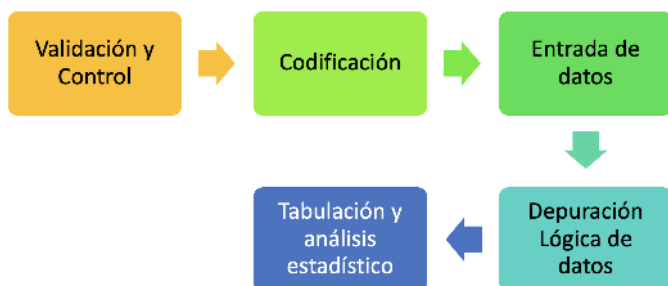 Validación y
Control
Codificación
Entrada de
datos
Depuración
Lógica de
datos
Tabulación y
análisis
estadístico